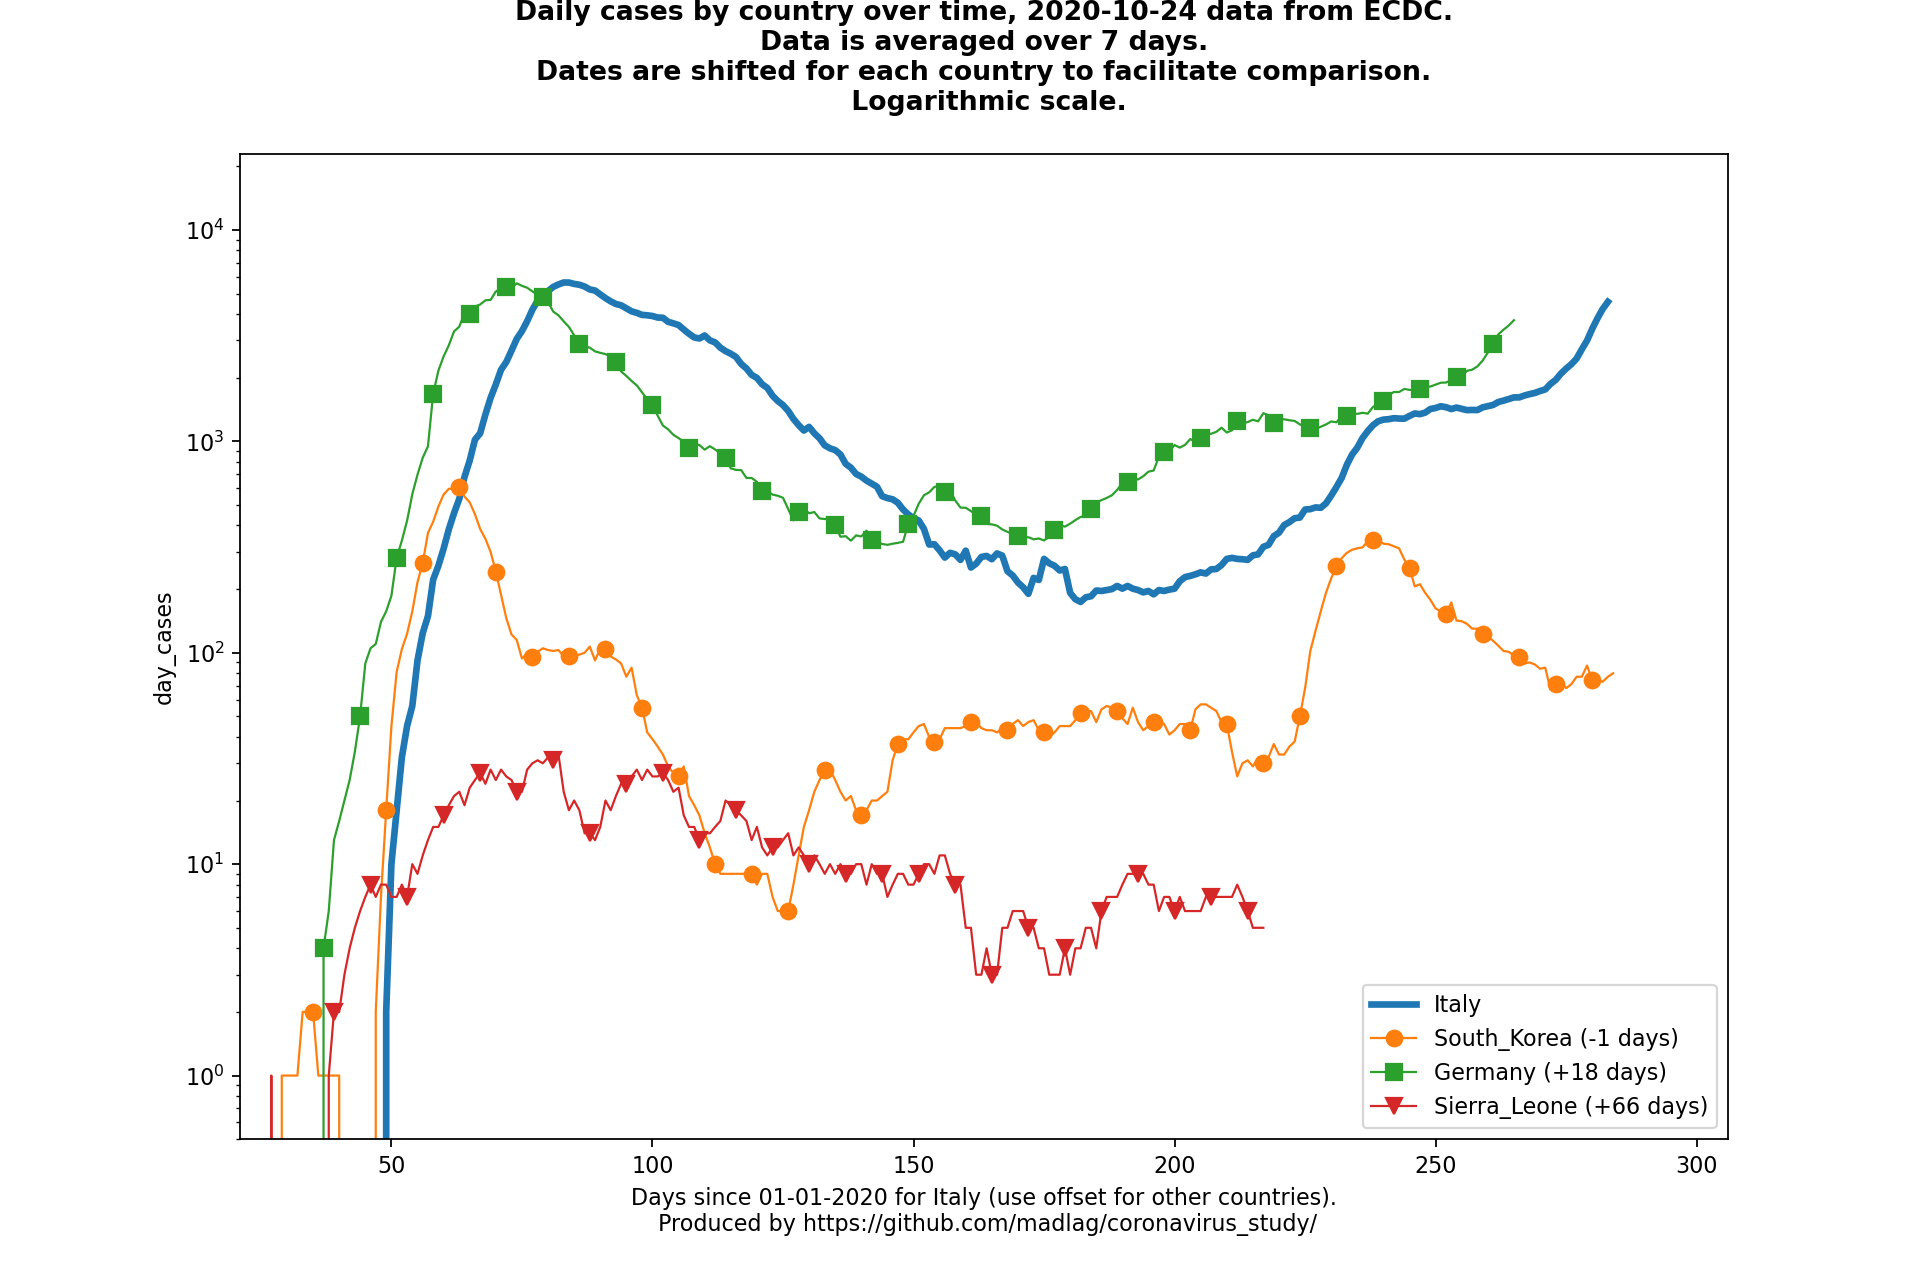 Daily cases by country over time, 2020-10-24 data from ECDC.
Data is averaged over 7 days.
Dates are shifted for each country to facilitate comparison.
Logarithmic scale.
10^4
10^3
10^2
10^1
10^0
day_cases
Italy
South_Korea (-1 days)
Germany (+18 days)
Sierra_Leone (+66 days)
50 100 150 200 250 300
Days since 01-01-2020 for Italy (use offset for other countries).
Produced by https://github.com/madlag/coronavirus_study/